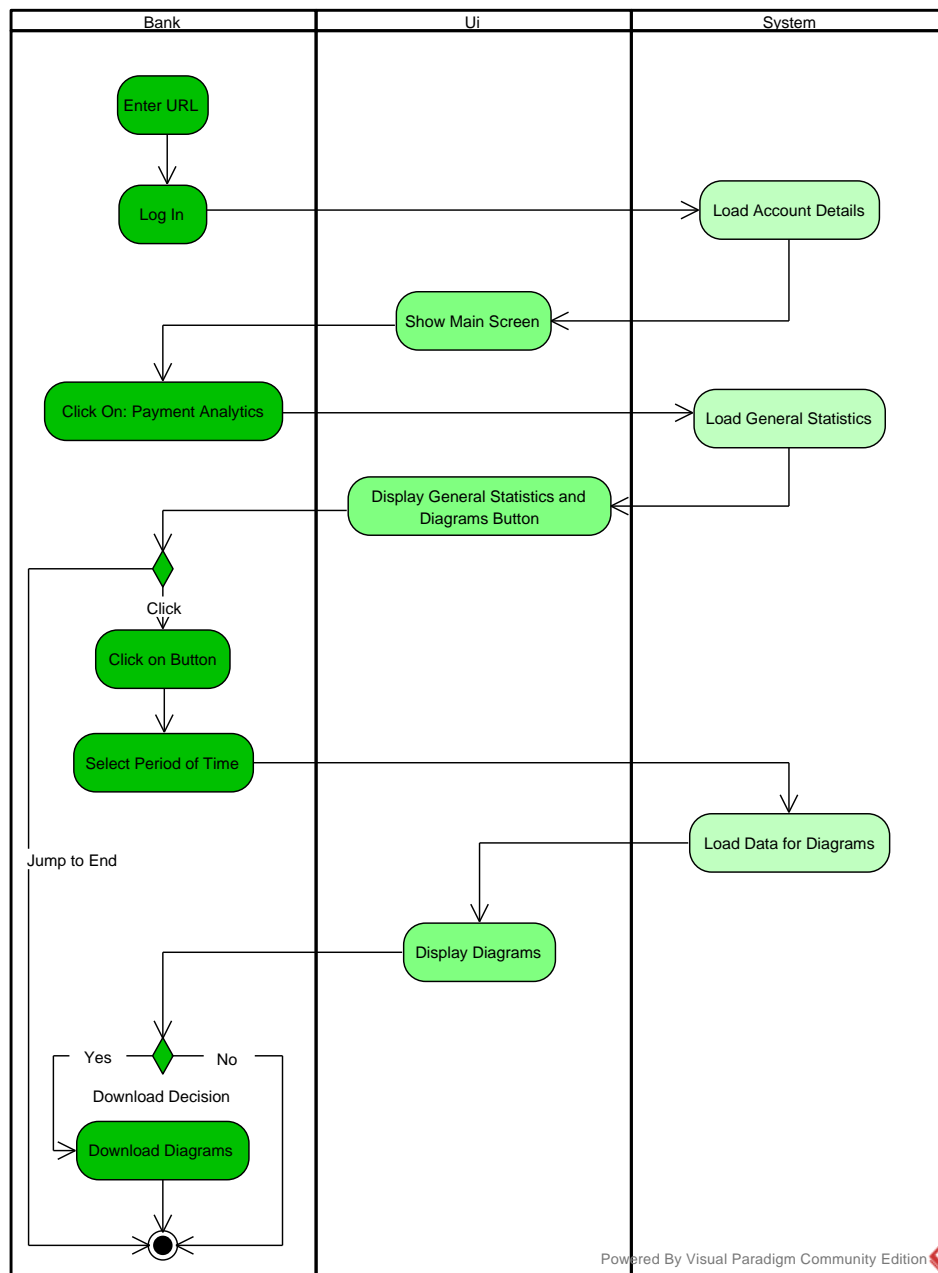 Bank
Ui
System
Enter URL
Log In
Load Account Details
Show Main Screen
Click On: Payment Analytics
Load General Statistics
Display General Statistics and
Diagrams Button
Click
Click on Button
Select Period of Time
Load Data for Diagrams
Jump to End
Display Diagrams
Yes
No
Download Decision
Download Diagrams
Powered By Visual Paradigm Community Edition